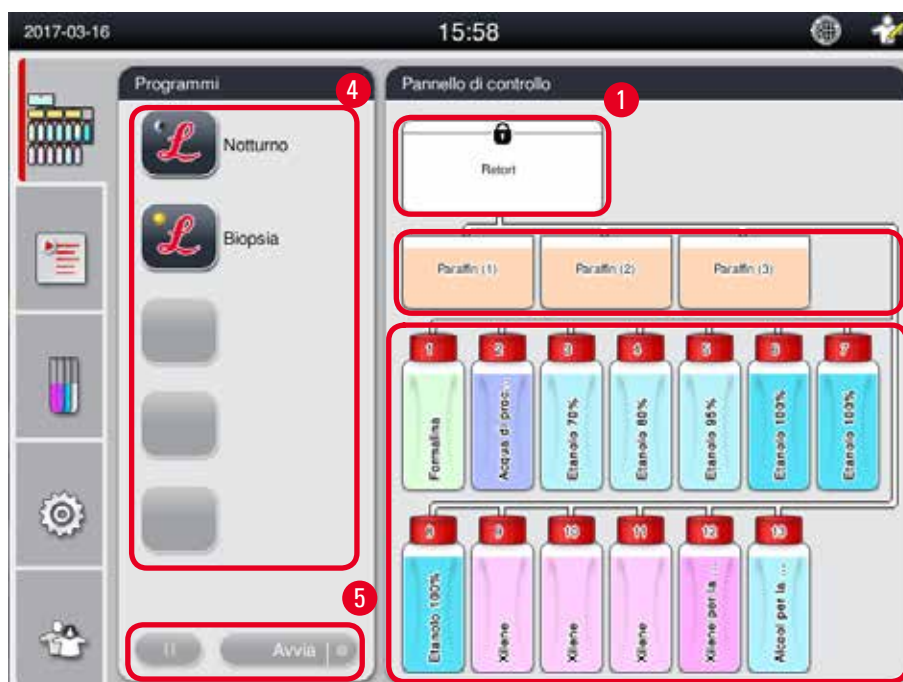 2017-03-16 15:58
Programmi
4
Pannello di controllo
1
Notturno
Biopsia
Retort
Paraffin (1)
Paraffin (2)
Paraffin (3)
1 2 3 4 5 6 7
Formalina
Acqua di proc...
Etanolo 70%
Etanolo 80%
Etanolo 95%
Etanolo 100%
Etanolo 100%
8 9 10 11 12 13
Etanolo 100%
Xilene
Xilene
Xilene
Xilene per la ...
Alcool per la ...
5
Avvia